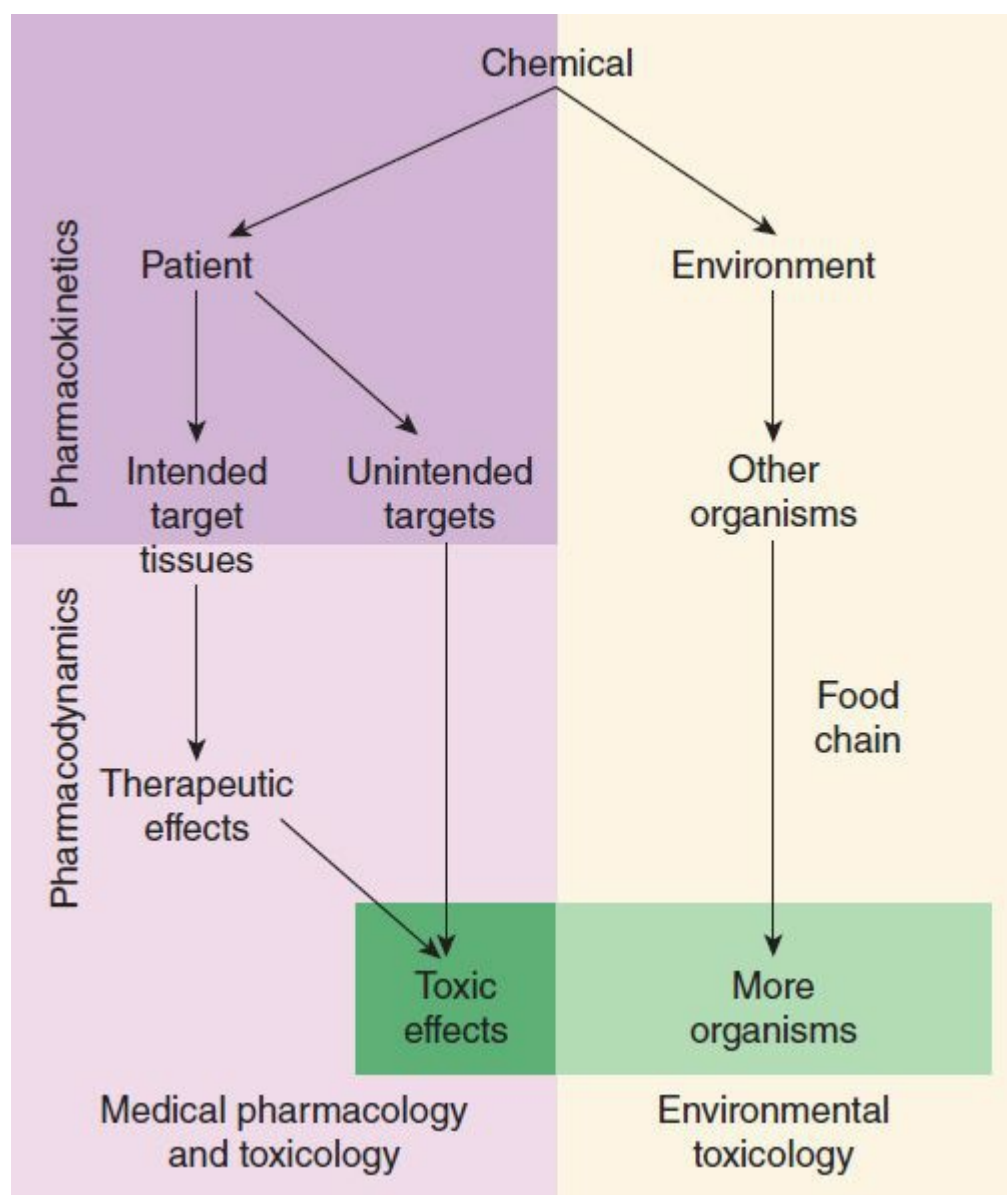 Chemical
Pharmacokinetics
Patient
Environment
Intended
target
tissues
Unintended
targets
Other
organisms
Pharmacodynamics
Food
chain
Therapeutic
effects
Toxic
effects
More
organisms
Medical pharmacology
and toxicology
Environmental
toxicology